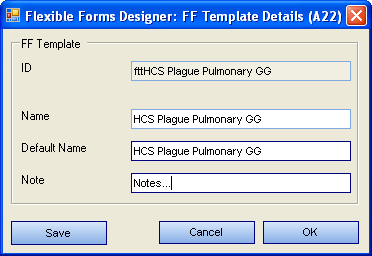 Flexible Forms Designer: FF Template Details (A22)
FF Template
ID
fttHCS Plague Pulmonary GG
Name
HCS Plague Pulmonary GG
Default Name
HCS Plague Pulmonary GG
Note
Notes...
Save
Cancel
OK